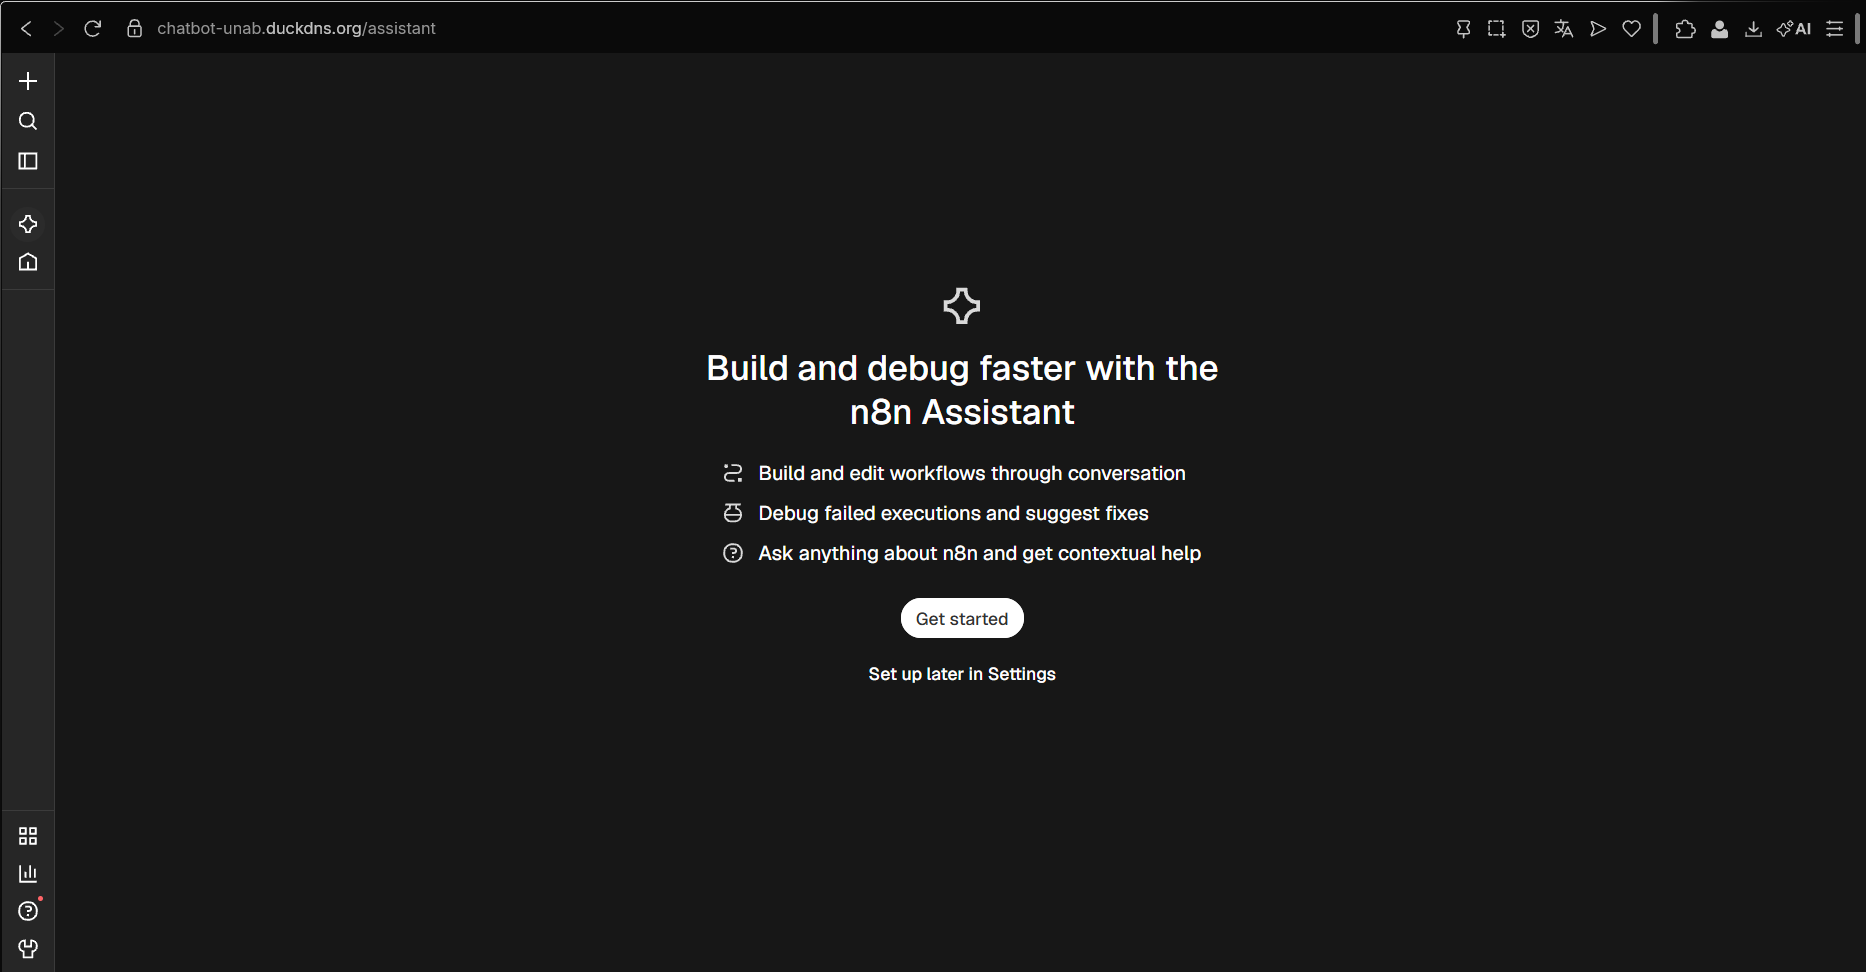 chatbot-unab.duckdns.org/assistant
AI
Build and debug faster with the
n8n Assistant
Build and edit workflows through conversation
Debug failed executions and suggest fixes
Ask anything about n8n and get contextual help
Get started
Set up later in Settings